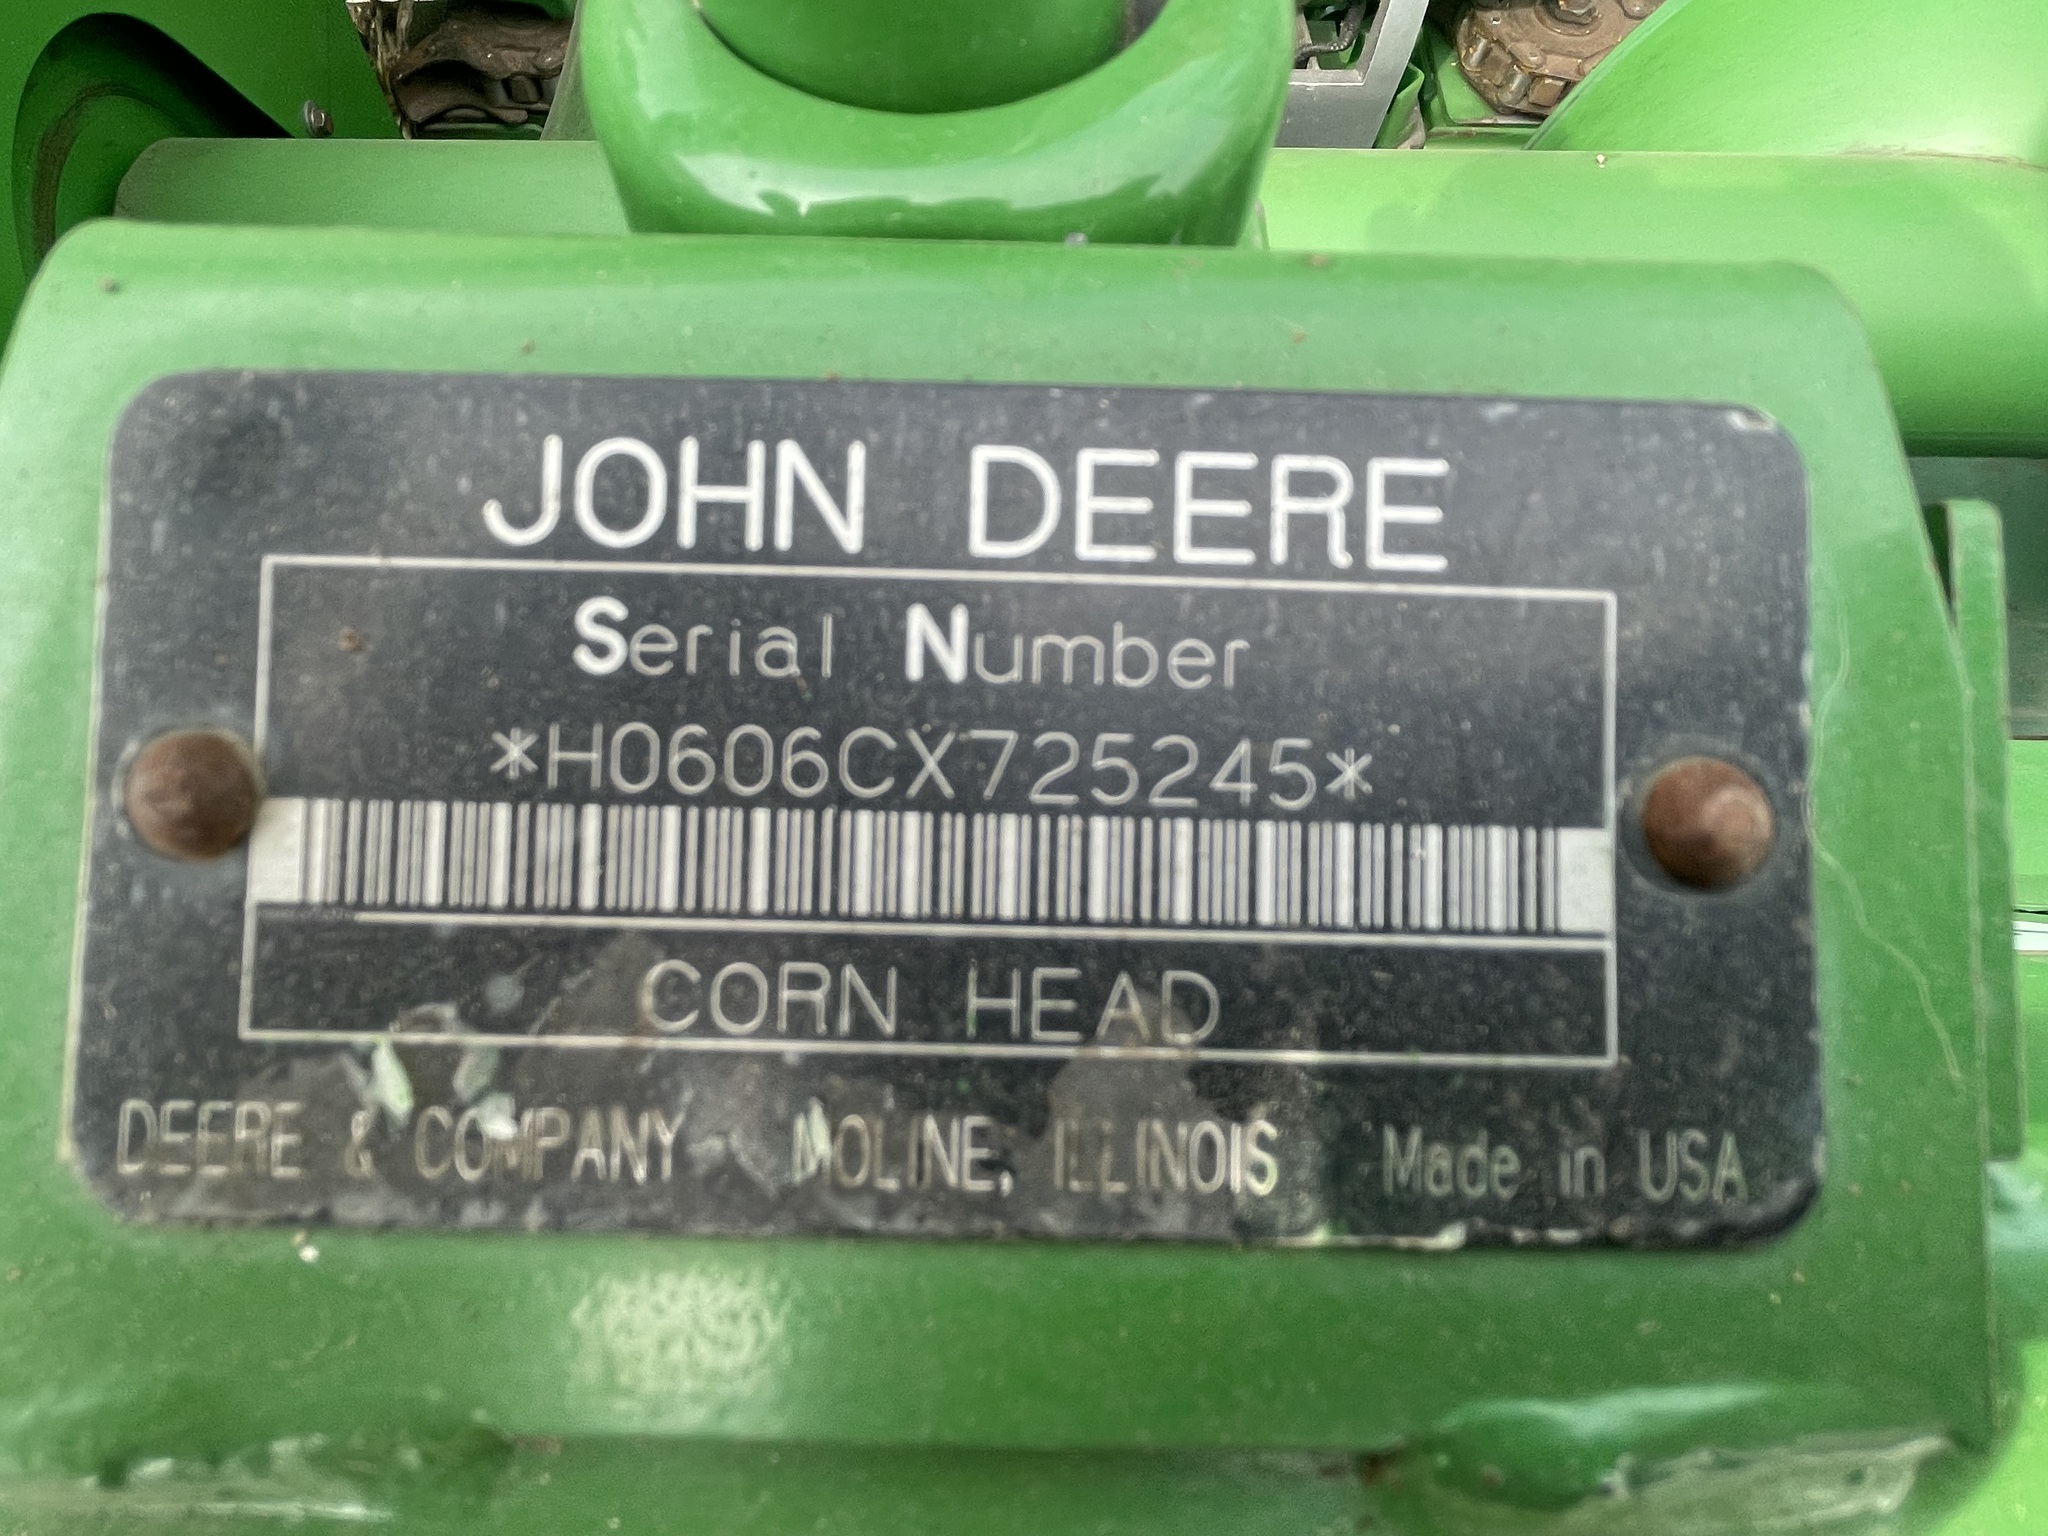 JOHN DEERE
Serial Number
*H0606CX725245*
CORN HEAD
DEERE & COMPANY MOLINE, ILLINOIS Made in USA